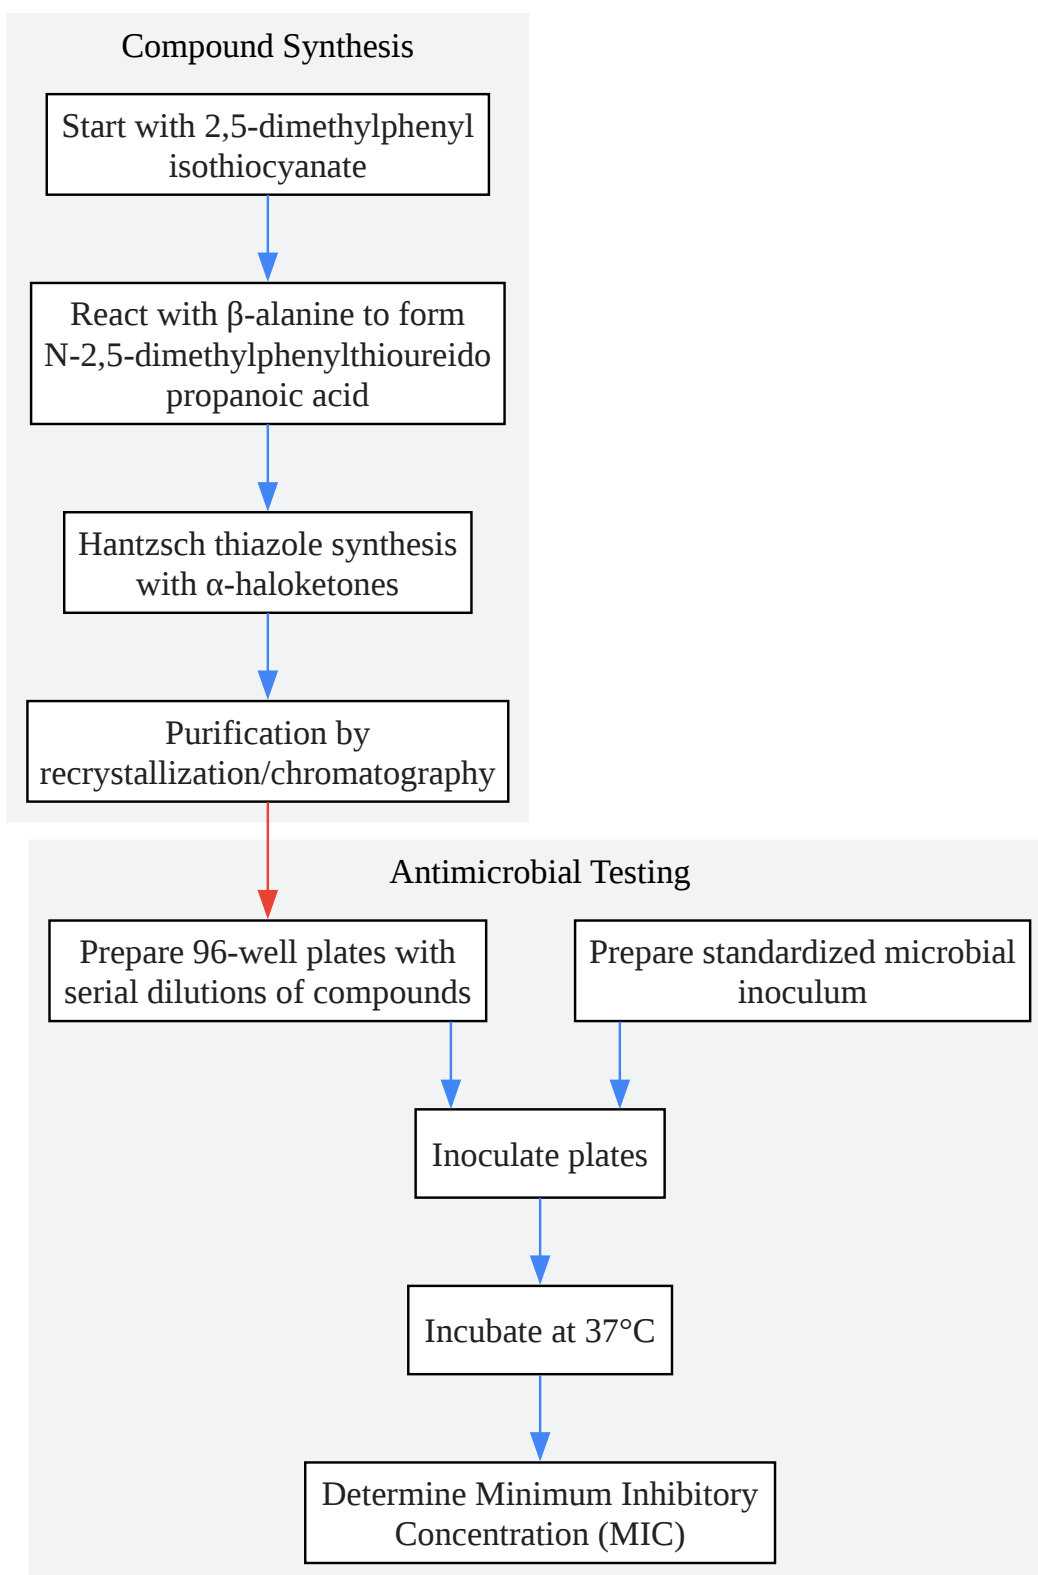 Compound Synthesis
Start with 2,5-dimethylphenyl
isothiocyanate
React with β-alanine to form
N-2,5-dimethylphenylthioureido
propanoic acid
Hantzsch thiazole synthesis
with α-haloketones
Purification by
recrystallization/chromatography
Antimicrobial Testing
Prepare 96-well plates with
serial dilutions of compounds
Prepare standardized microbial
inoculum
Inoculate plates
Incubate at 37°C
Determine Minimum Inhibitory
Concentration (MIC)